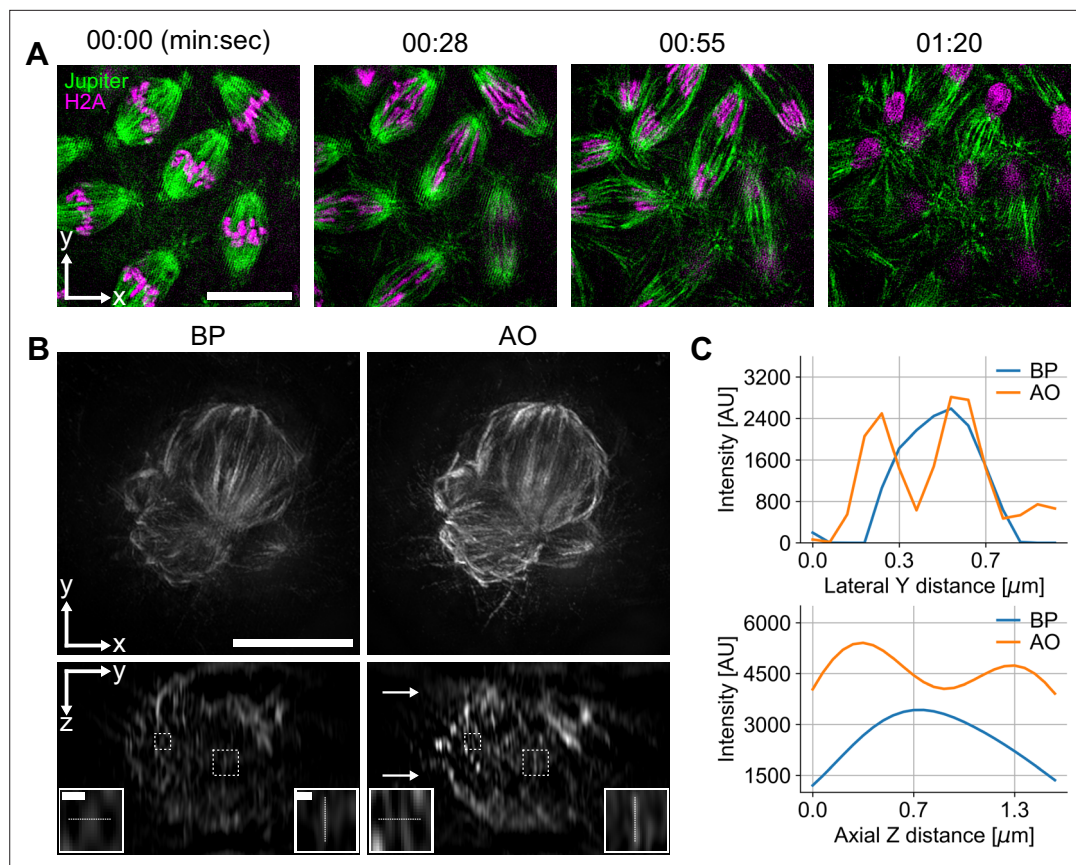 A
00:00 (min:sec) 00:28 00:55 01:20
Jupiter
H2A
y
x
B
BP AO
y
x
y
z
C
3200
2400
1600
800
0
Intensity [AU]
BP
AO
0.0 0.3 0.7
Lateral Y distance [μm]
6000
4500
3000
1500
Intensity [AU]
BP
AO
0.0 0.7 1.3
Axial Z distance [μm]